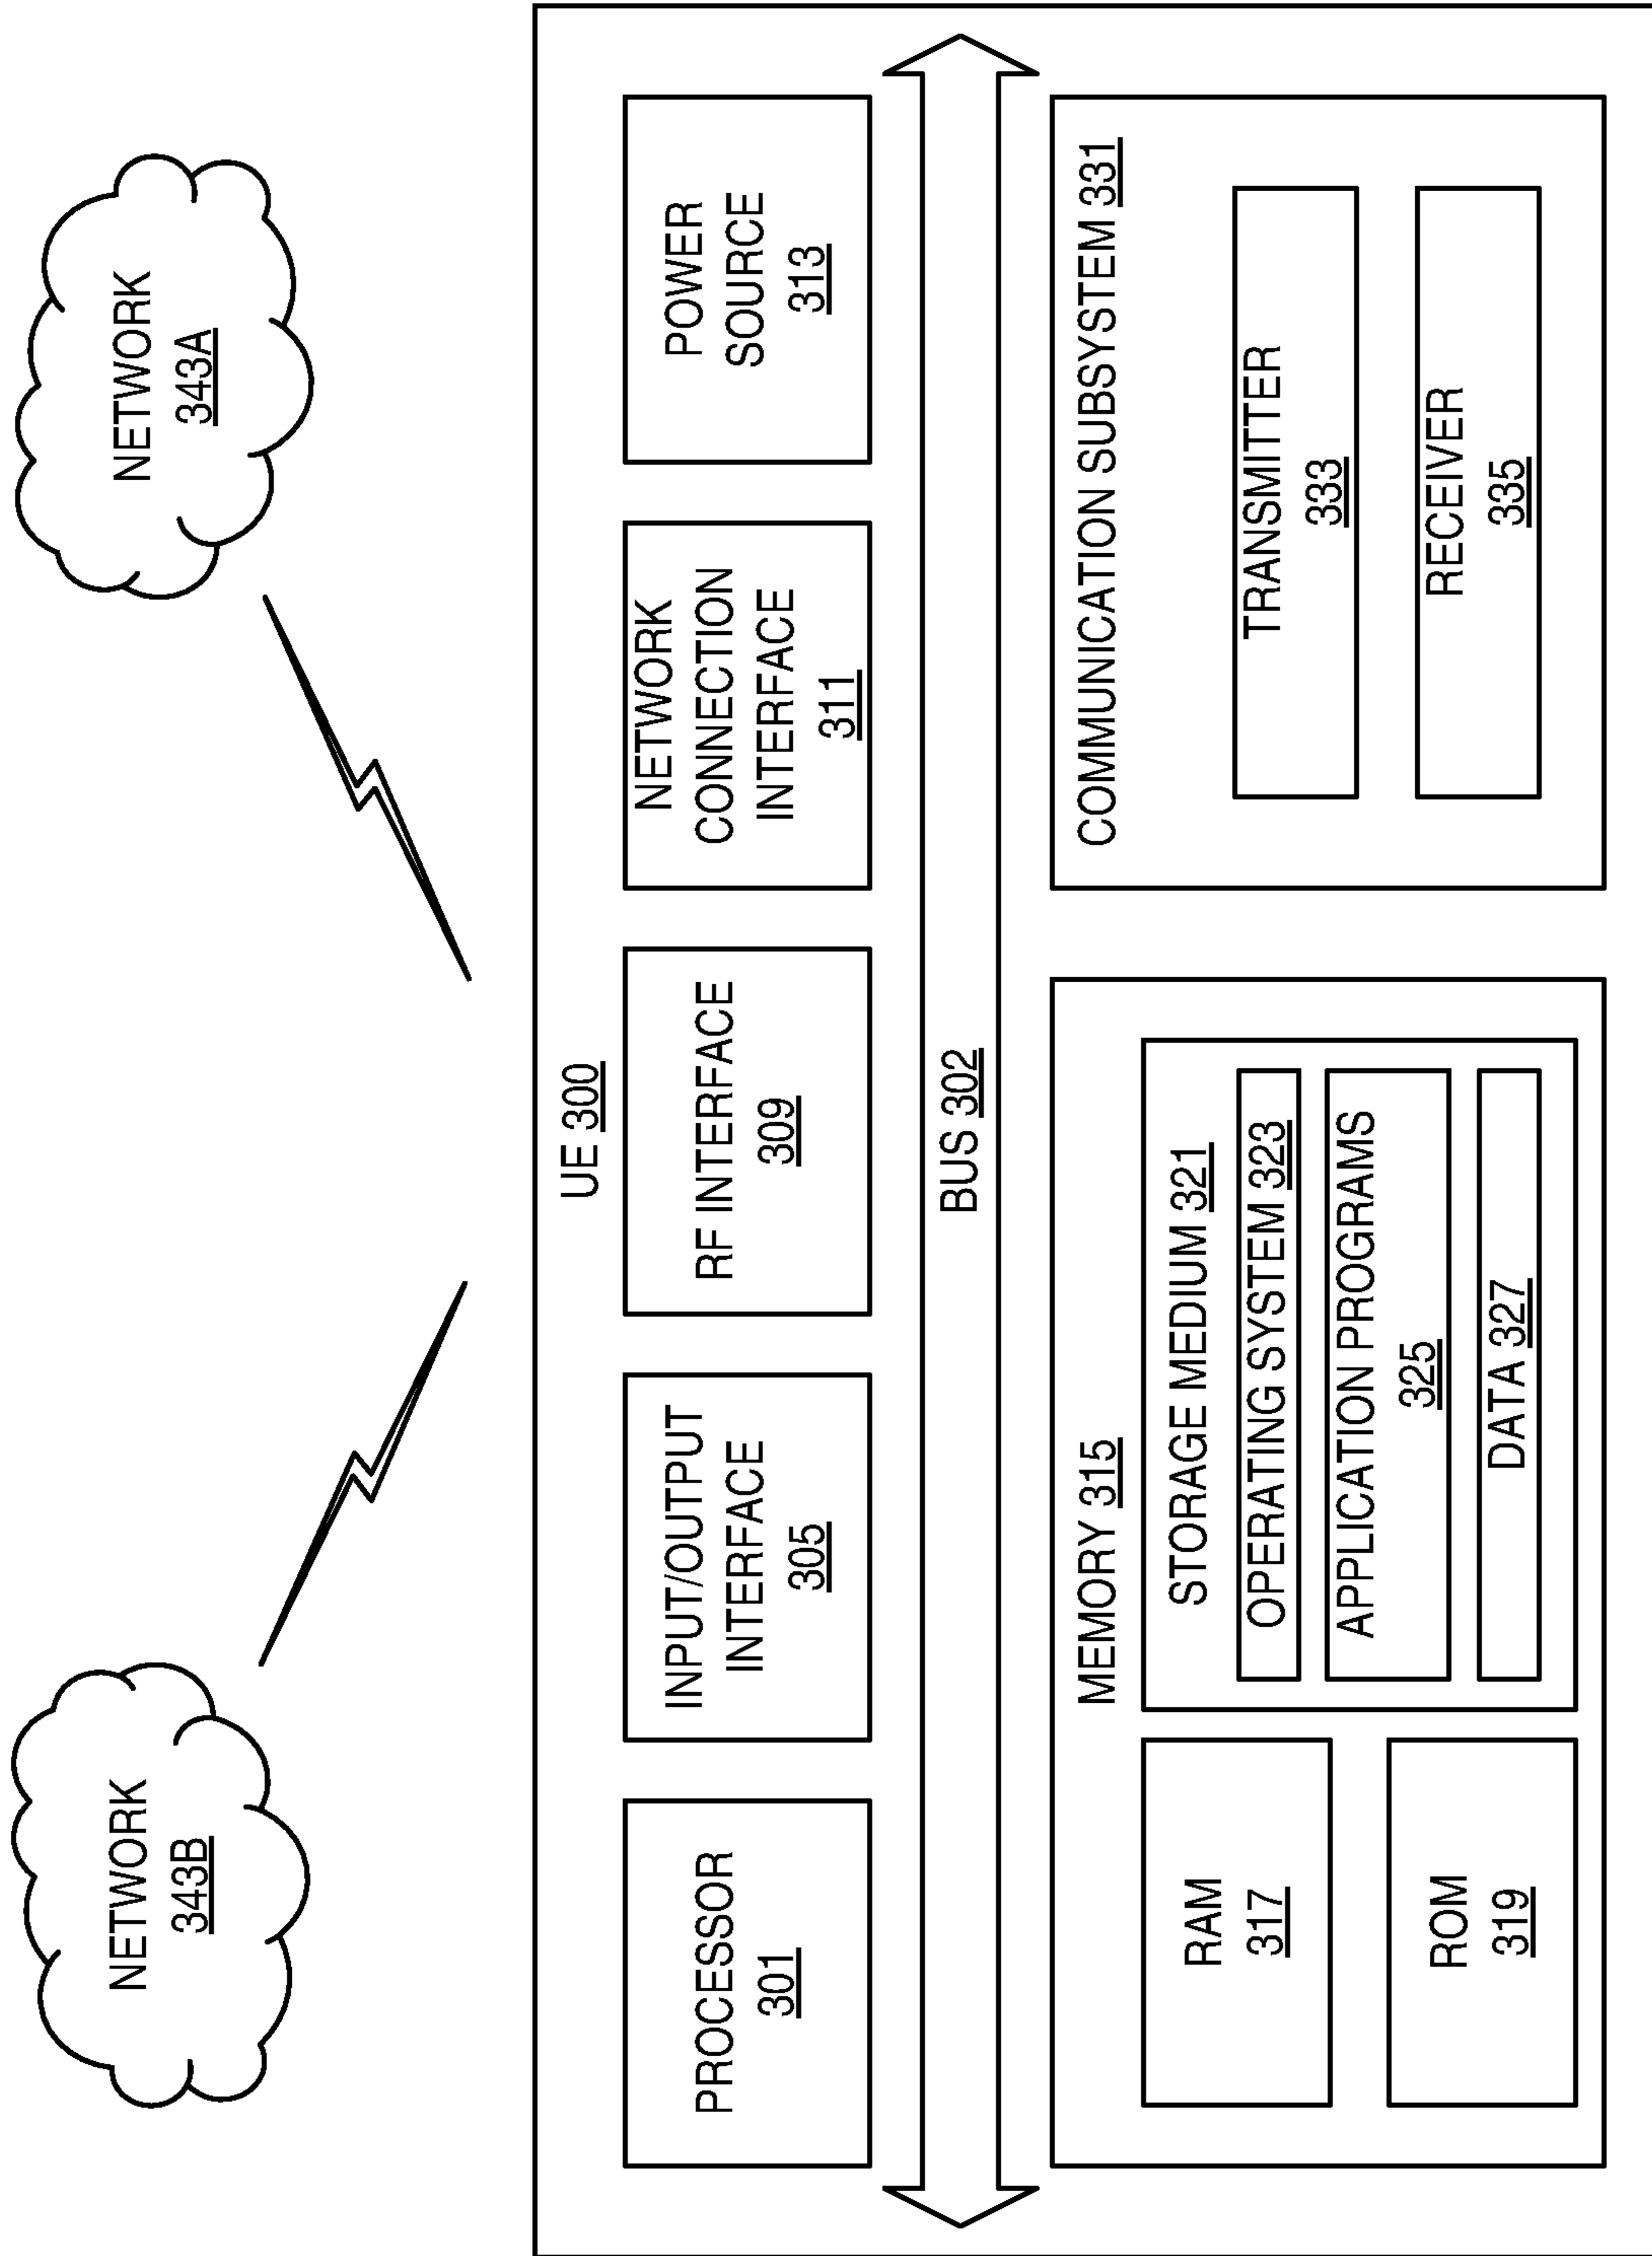 NETWORK
343B
NETWORK
343A
UE 300
PROCESSOR
301
INPUT/OUTPUT
INTERFACE
305
RF INTERFACE
309
NETWORK
CONNECTION
INTERFACE
311
POWER
SOURCE
313
BUS 302
MEMORY 315
RAM
317
ROM
319
STORAGE MEDIUM 321
OPERATING SYSTEM 323
APPLICATION PROGRAMS
325
DATA 327
COMMUNICATION SUBSYSTEM 331
TRANSMITTER
333
RECEIVER
335